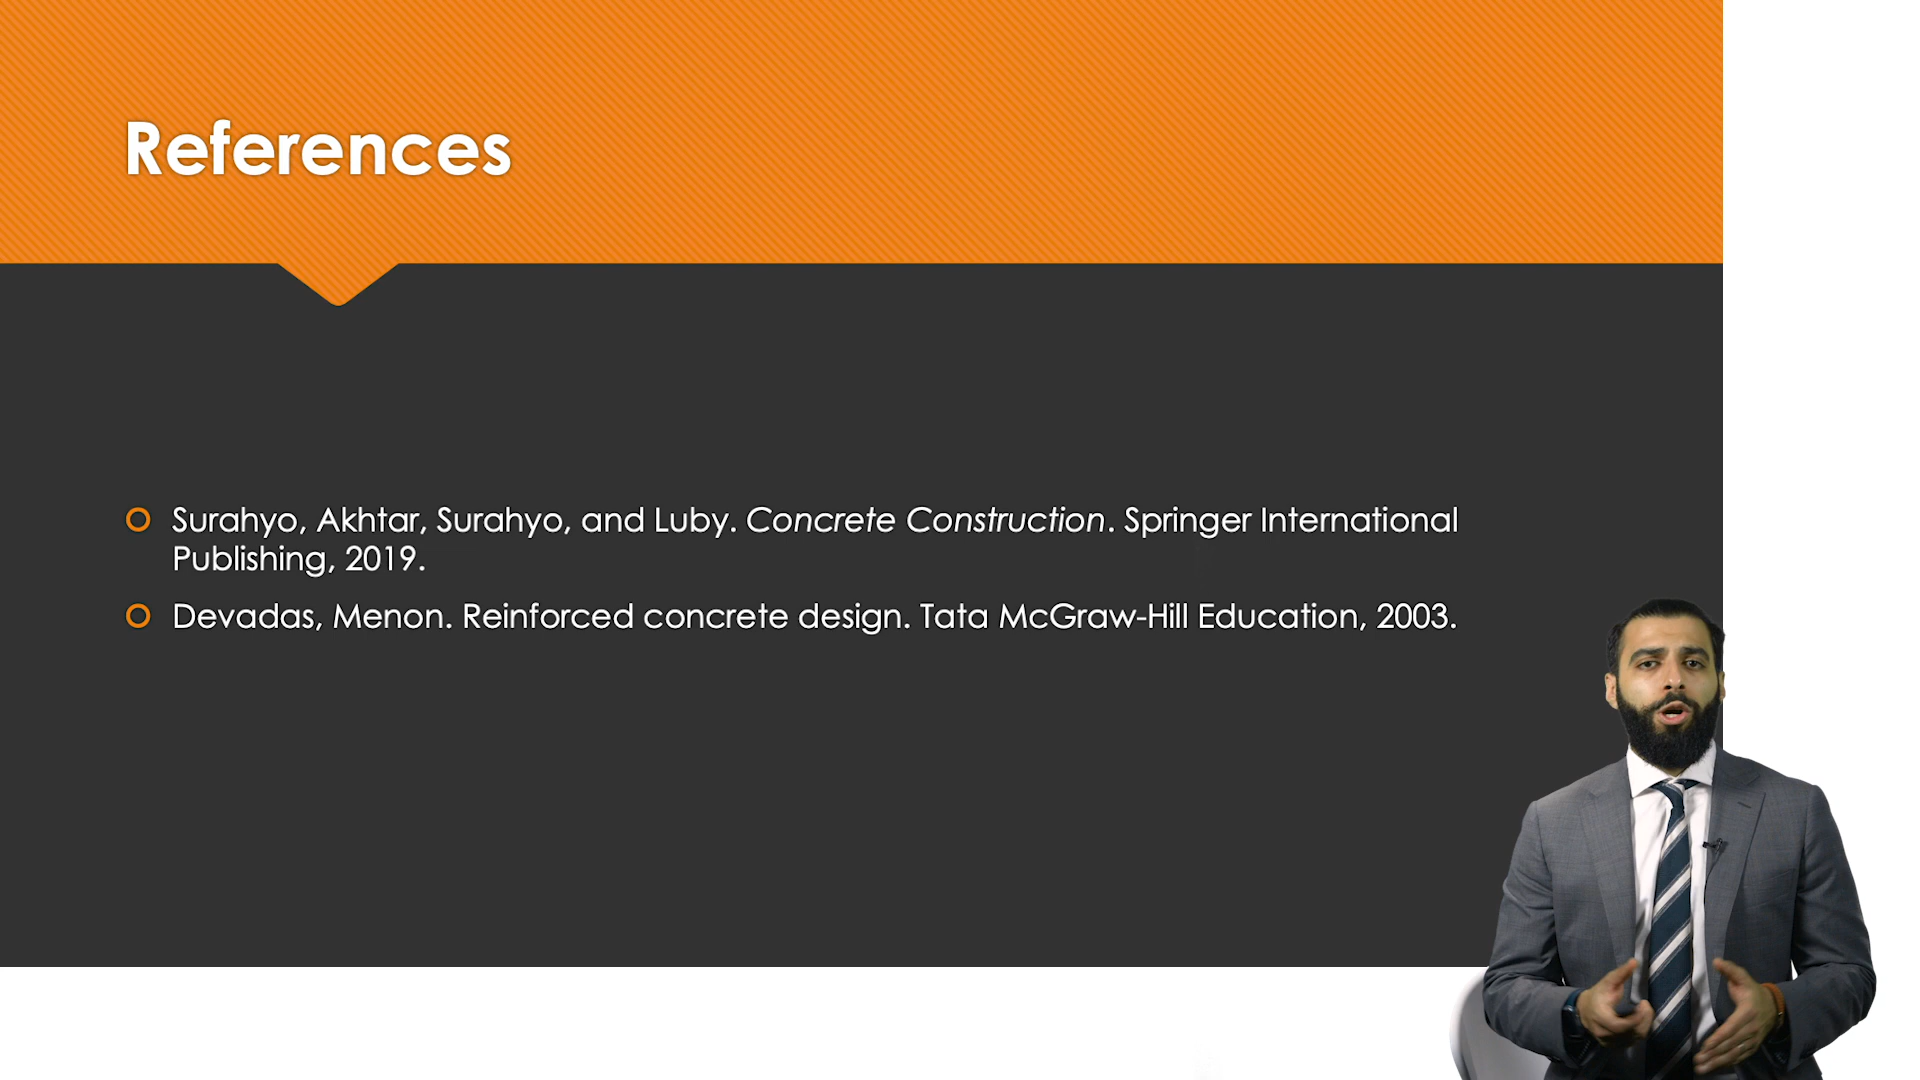 References
Surahyo, Akhtar, Surahyo, and Luby. Concrete Construction. Springer International
Publishing, 2019.
Devadas, Menon. Reinforced concrete design. Tata McGraw-Hill Education, 2003.